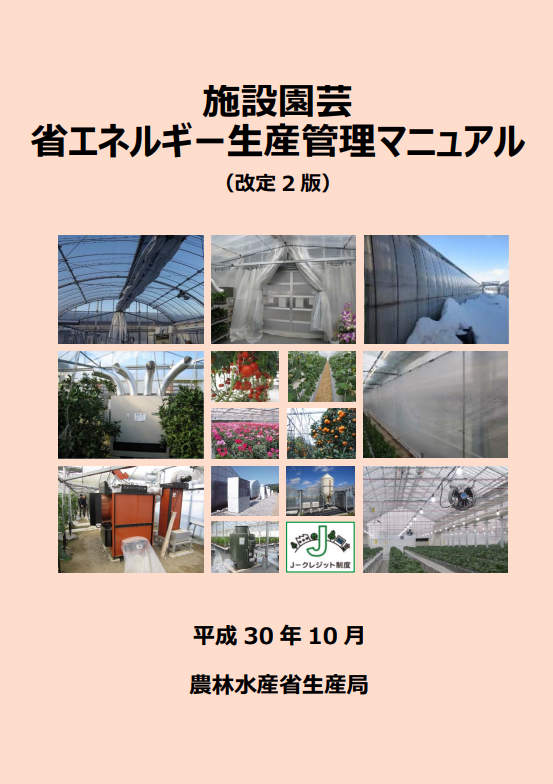 施設園芸
省エネルギー生産管理マニュアル
（改定２版）
J
J－クレジット制度
平成 30 年 10 月
農林水産省生産局